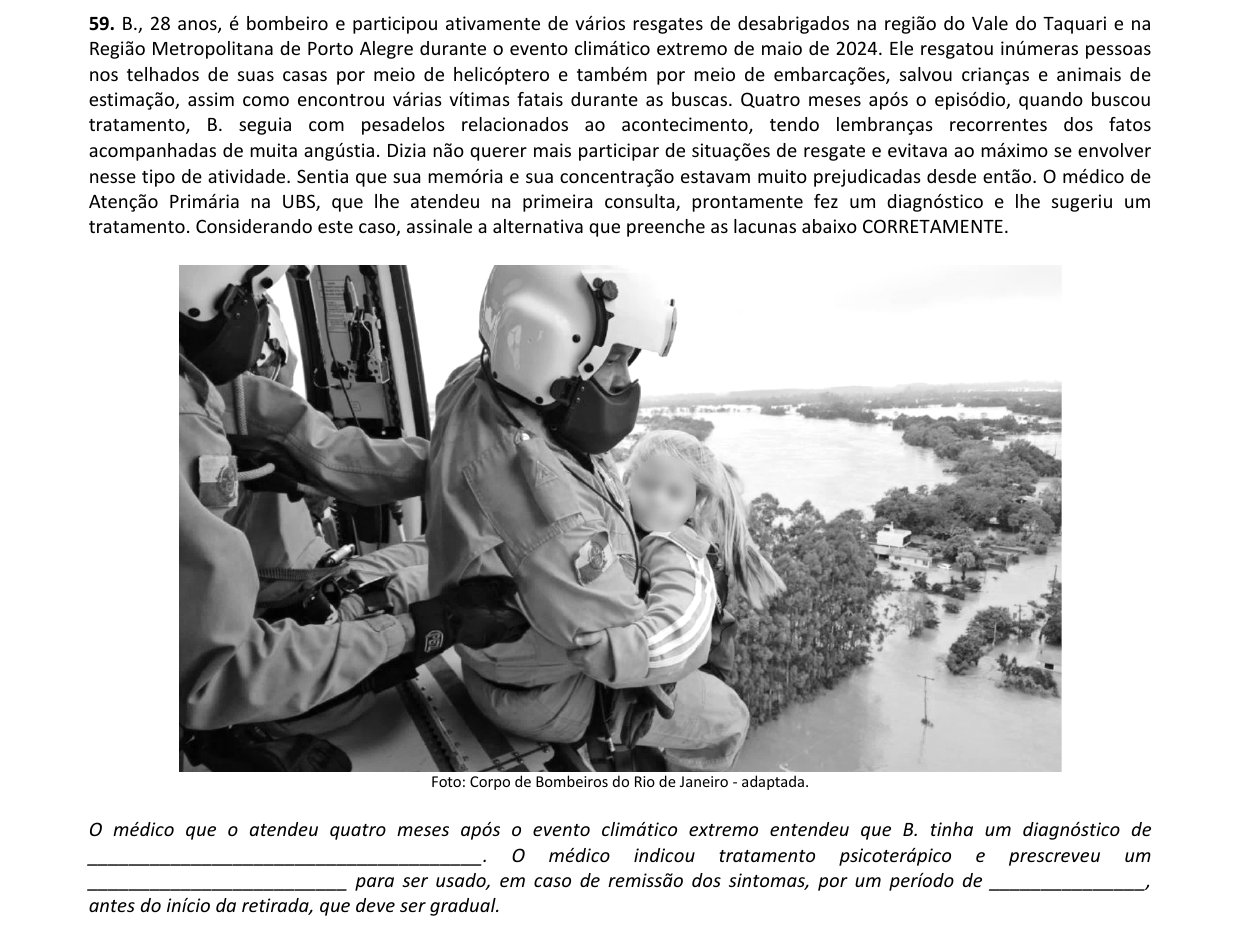 59. B., 28 anos, é bombeiro e participou ativamente de vários resgates de desabrigados na região do Vale do Taquari e na
Região Metropolitana de Porto Alegre durante o evento climático extremo de maio de 2024. Ele resgatou inúmeras pessoas
nos telhados de suas casas por meio de helicóptero e também por meio de embarcações, salvou crianças e animais de
estimação, assim como encontrou várias vítimas fatais durante as buscas. Quatro meses após o episódio, quando buscou
tratamento, B. seguia com pesadelos relacionados ao acontecimento, tendo lembranças recorrentes dos fatos
acompanhadas de muita angústia. Dizia não querer mais participar de situações de resgate e evitava ao máximo se envolver
nesse tipo de atividade. Sentia que sua memória e sua concentração estavam muito prejudicadas desde então. O médico de
Atenção Primária na UBS, que lhe atendeu na primeira consulta, prontamente fez um diagnóstico e lhe sugeriu um
tratamento. Considerando este caso, assinale a alternativa que preenche as lacunas abaixo CORRETAMENTE.
Foto: Corpo de Bombeiros do Rio de Janeiro - adaptada.
O médico que o atendeu quatro meses após o evento climático extremo entendeu que B. tinha um diagnóstico de
______________________________________. O médico indicou tratamento psicoterápico e prescreveu um
_________________________ para ser usado, em caso de remissão dos sintomas, por um período de _______________,
antes do início da retirada, que deve ser gradual.